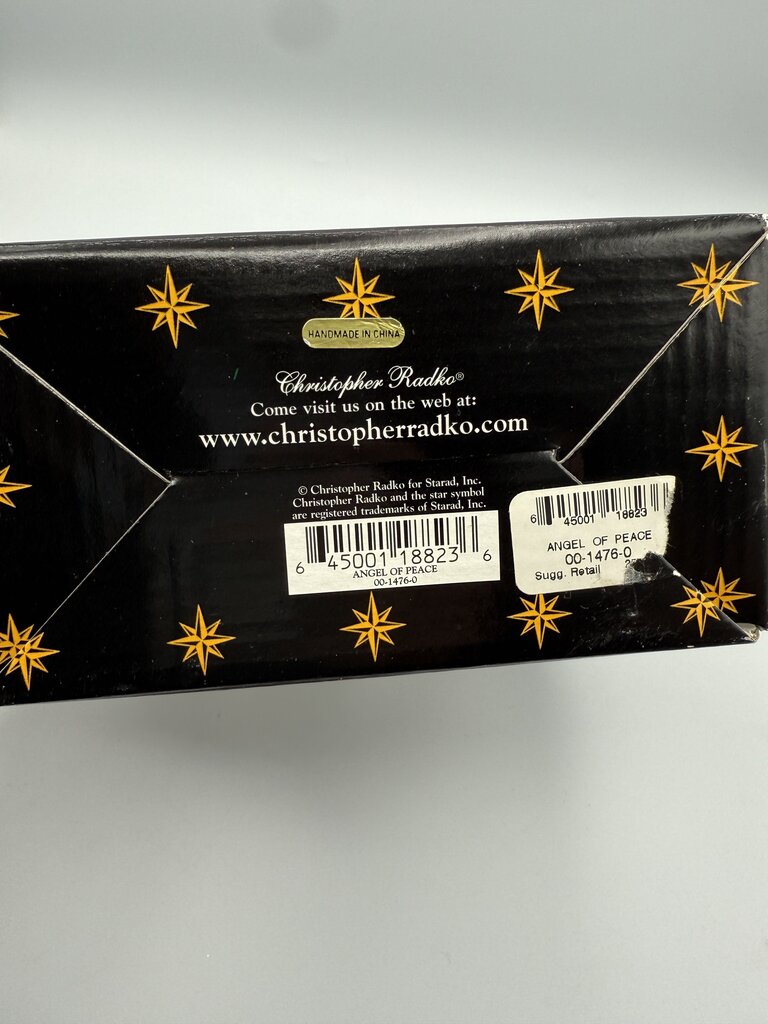 HANDMADE IN CHINA
Christopher Radko®
Come visit us on the web at:
www.christopherradko.com
© Christopher Radko for Starad, Inc.
Christopher Radko and the star symbol
are registered trademarks of Starad, Inc.
6 45001 18823 6
ANGEL OF PEACE
00-1476-0
6 45001 18823
ANGEL OF PEACE
00-1476-0
Sugg. Retail